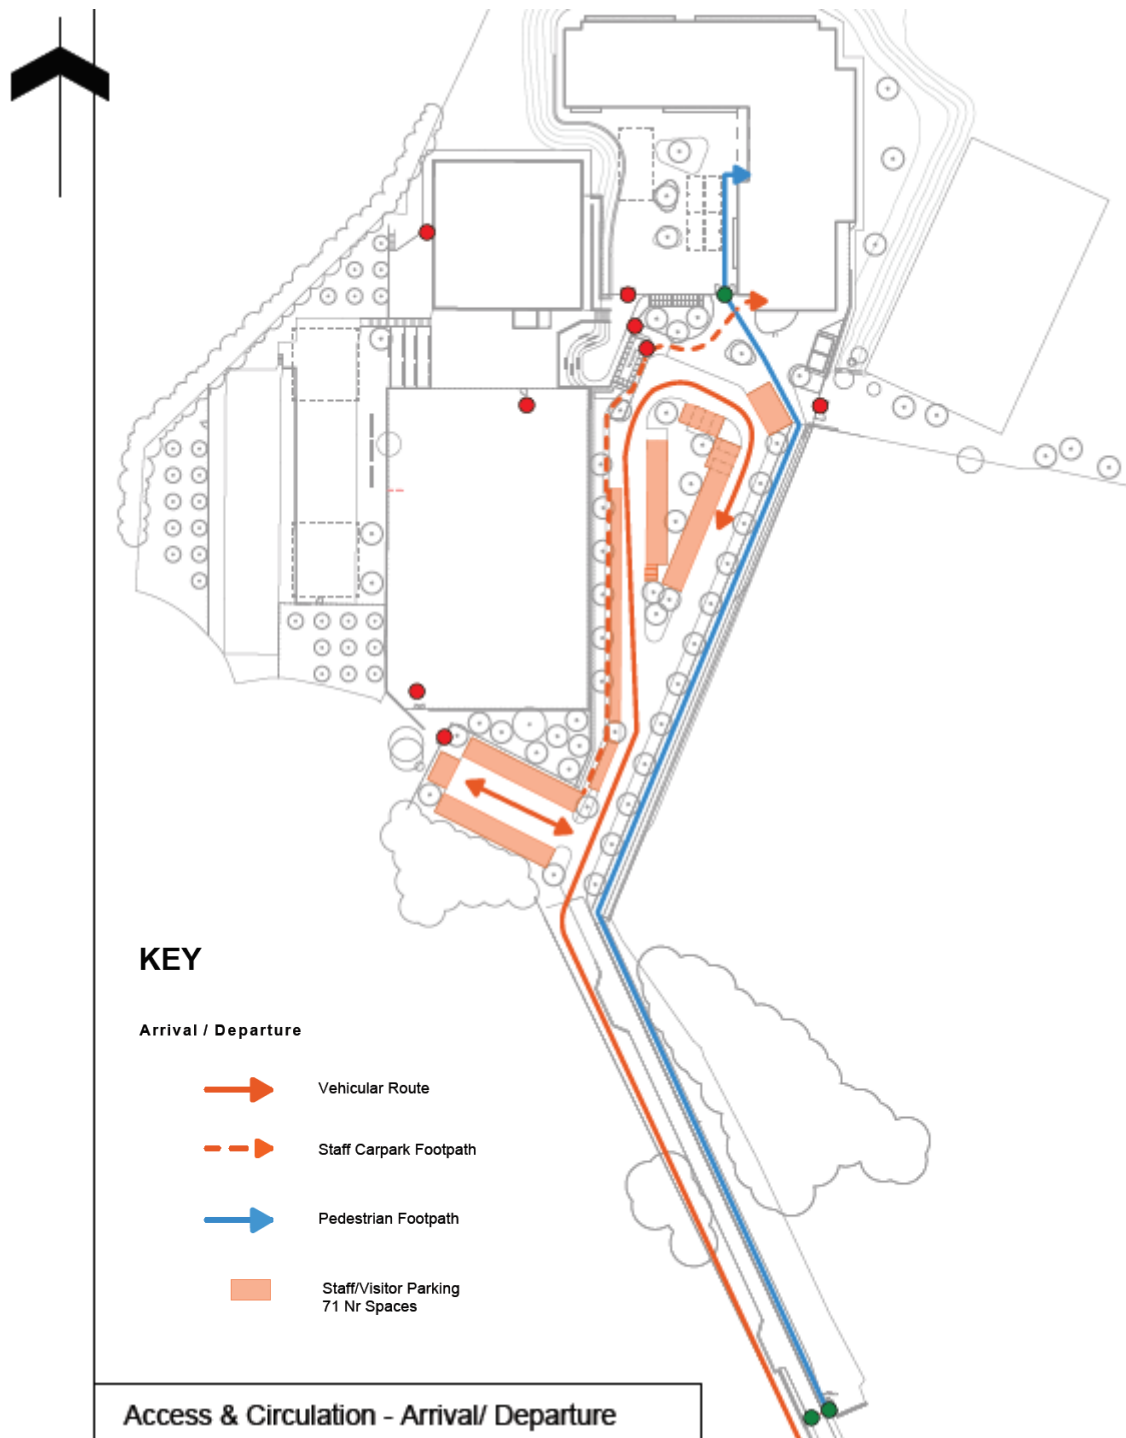 KEY
Arrival / Departure
Vehicular Route
Staff Carpark Footpath
Pedestrian Footpath
Staff/Visitor Parking
71 Nr Spaces
Access & Circulation - Arrival/ Departure